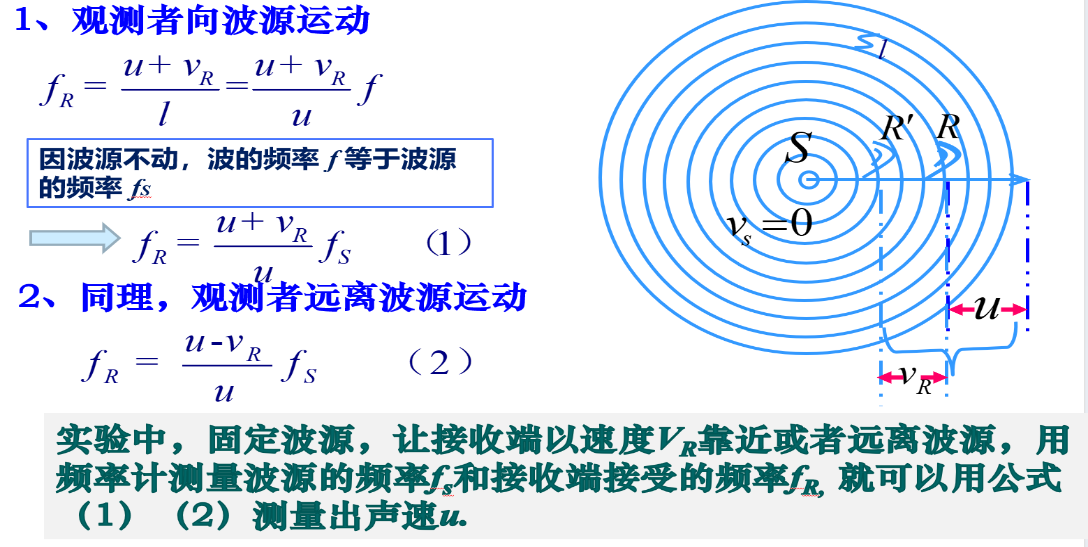 1、观测者向波源运动
f_R = (u + v_R)/l = (u + v_R)/u f
因波源不动，波的频率 f 等于波源
的频率 fs
f_R = (u + v_R)/u f_S （1）
2、同理，观测者远离波源运动
f_R = (u - v_R)/u f_S （2）
l
S
R′ R
v_s = 0
u
v_R
实验中，固定波源，让接收端以速度V_R靠近或者远离波源，用
频率计测量波源的频率f_s和接收端接受的频率f_R, 就可以用公式
（1）（2）测量出声速u.